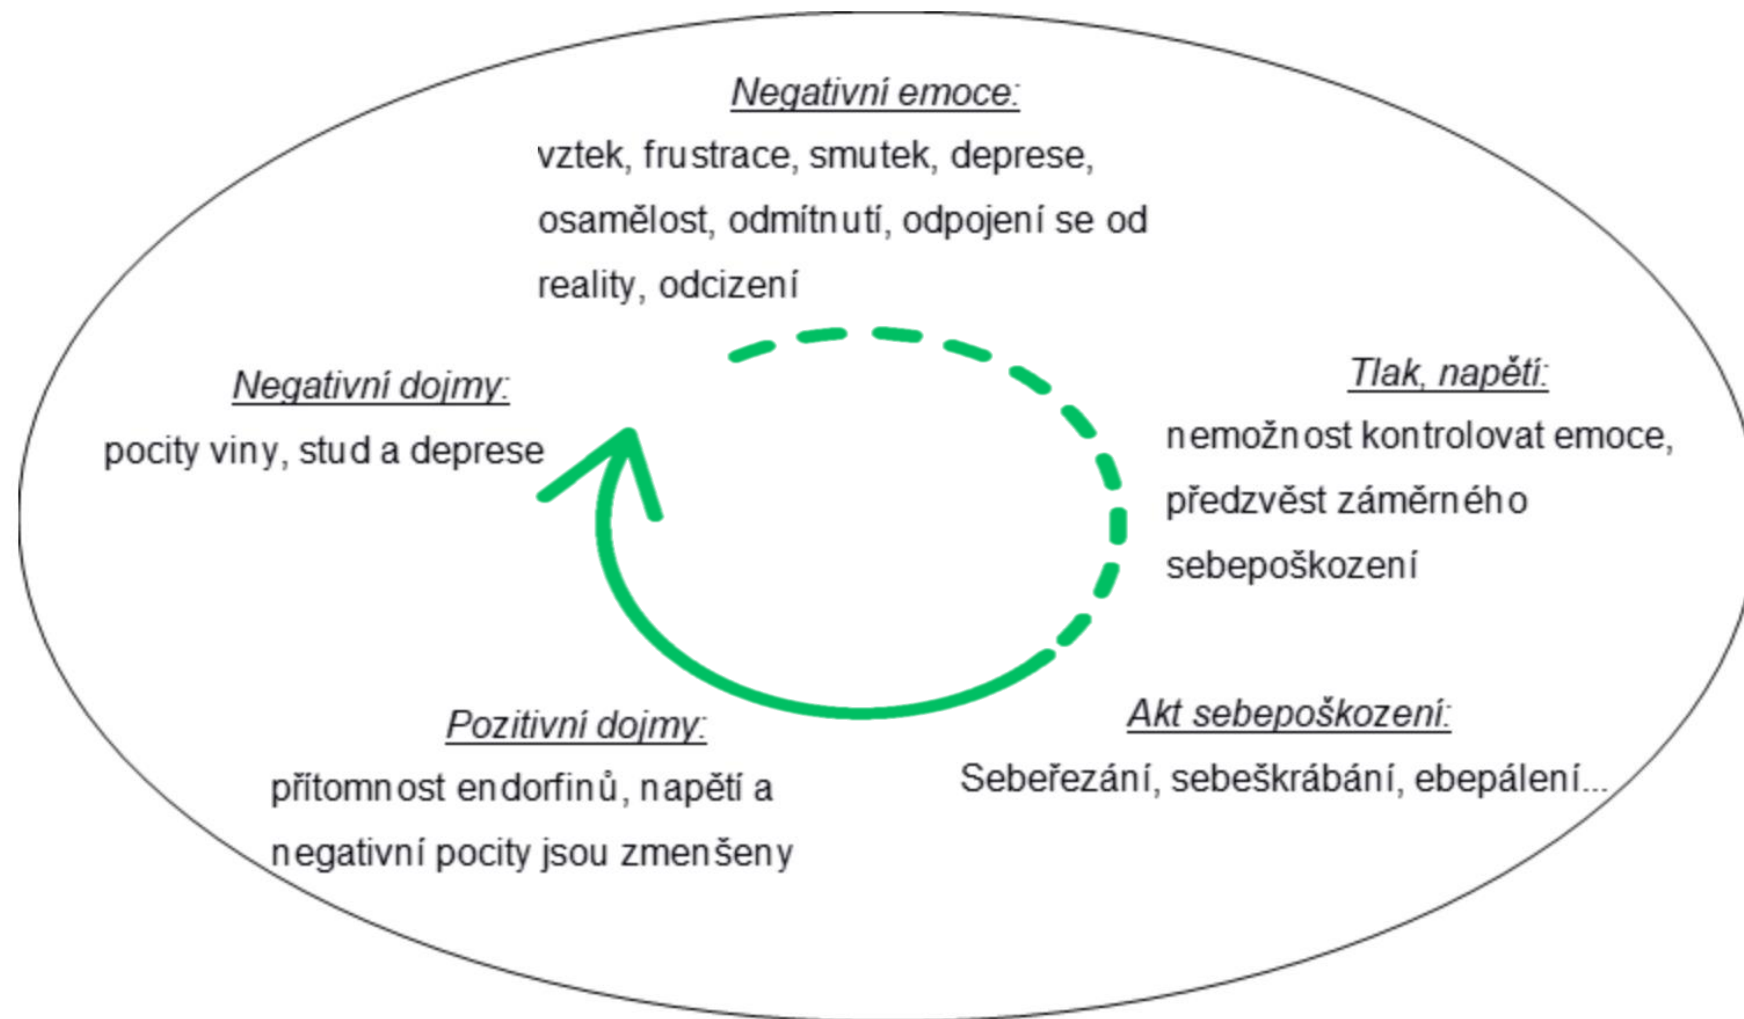 Negativní emoce:
vztek, frustrace, smutek, deprese,
osamělost, odmítnutí, odpojení se od
reality, odcizení
Tlak, napětí:
nemožnost kontrolovat emoce,
předzvěst záměrného
sebepoškození
Akt sebepoškození:
Sebeřezání, sebeškrábání, ebepálení...
Pozitivní dojmy:
přítomnost endorfinů, napětí a
negativní pocity jsou zmenšeny
Negativní dojmy:
pocity viny, stud a deprese